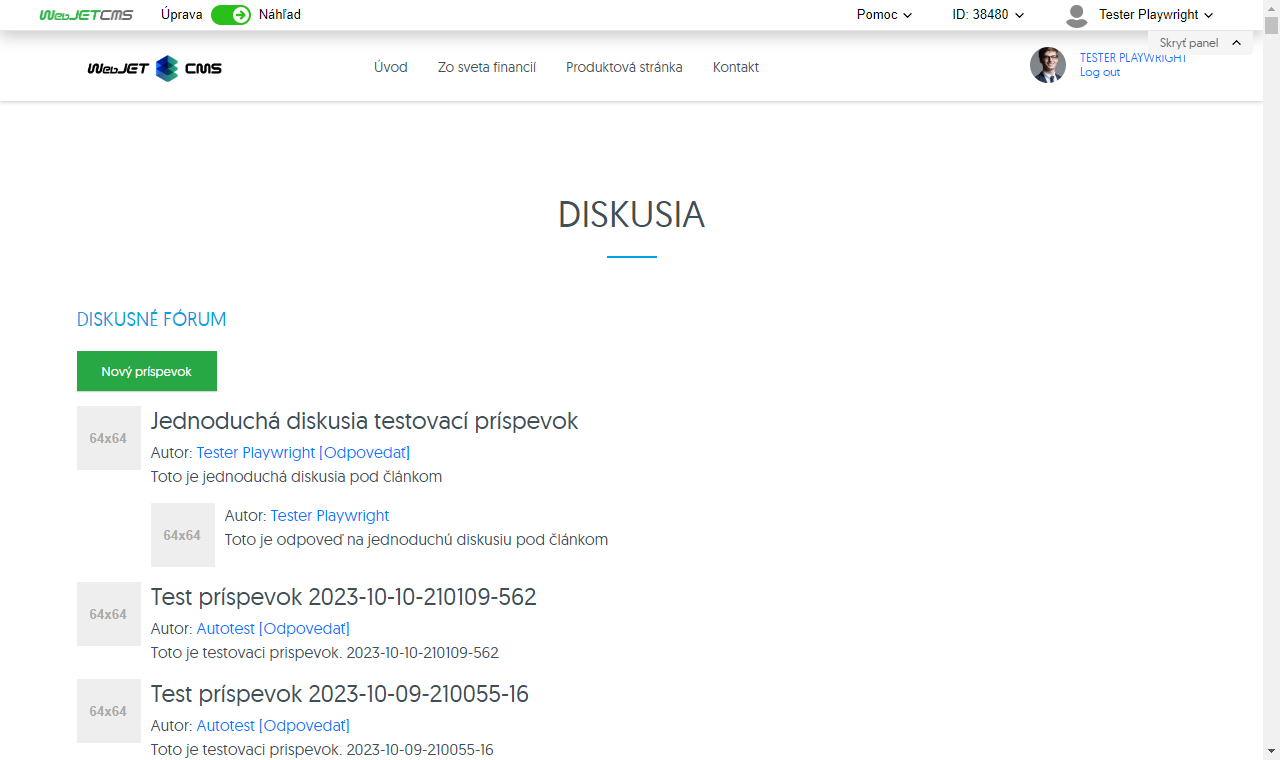 WebJETCMS Úprava Náhľad Pomoc ID: 38480 Tester Playwright
Skryť panel
WebJET CMS Úvod Zo sveta financií Produktová stránka Kontakt TESTER PLAYWRIGHT
Log out
DISKUSIA
DISKUSNÉ FÓRUM
Nový príspevok
64x64
Jednoduchá diskusia testovací príspevok
Autor: Tester Playwright [Odpovedať]
Toto je jednoduchá diskusia pod článkom
64x64
Autor: Tester Playwright
Toto je odpoveď na jednoduchú diskusiu pod článkom
64x64
Test príspevok 2023-10-10-210109-562
Autor: Autotest [Odpovedať]
Toto je testovaci prispevok. 2023-10-10-210109-562
64x64
Test príspevok 2023-10-09-210055-16
Autor: Autotest [Odpovedať]
Toto je testovaci prispevok. 2023-10-09-210055-16